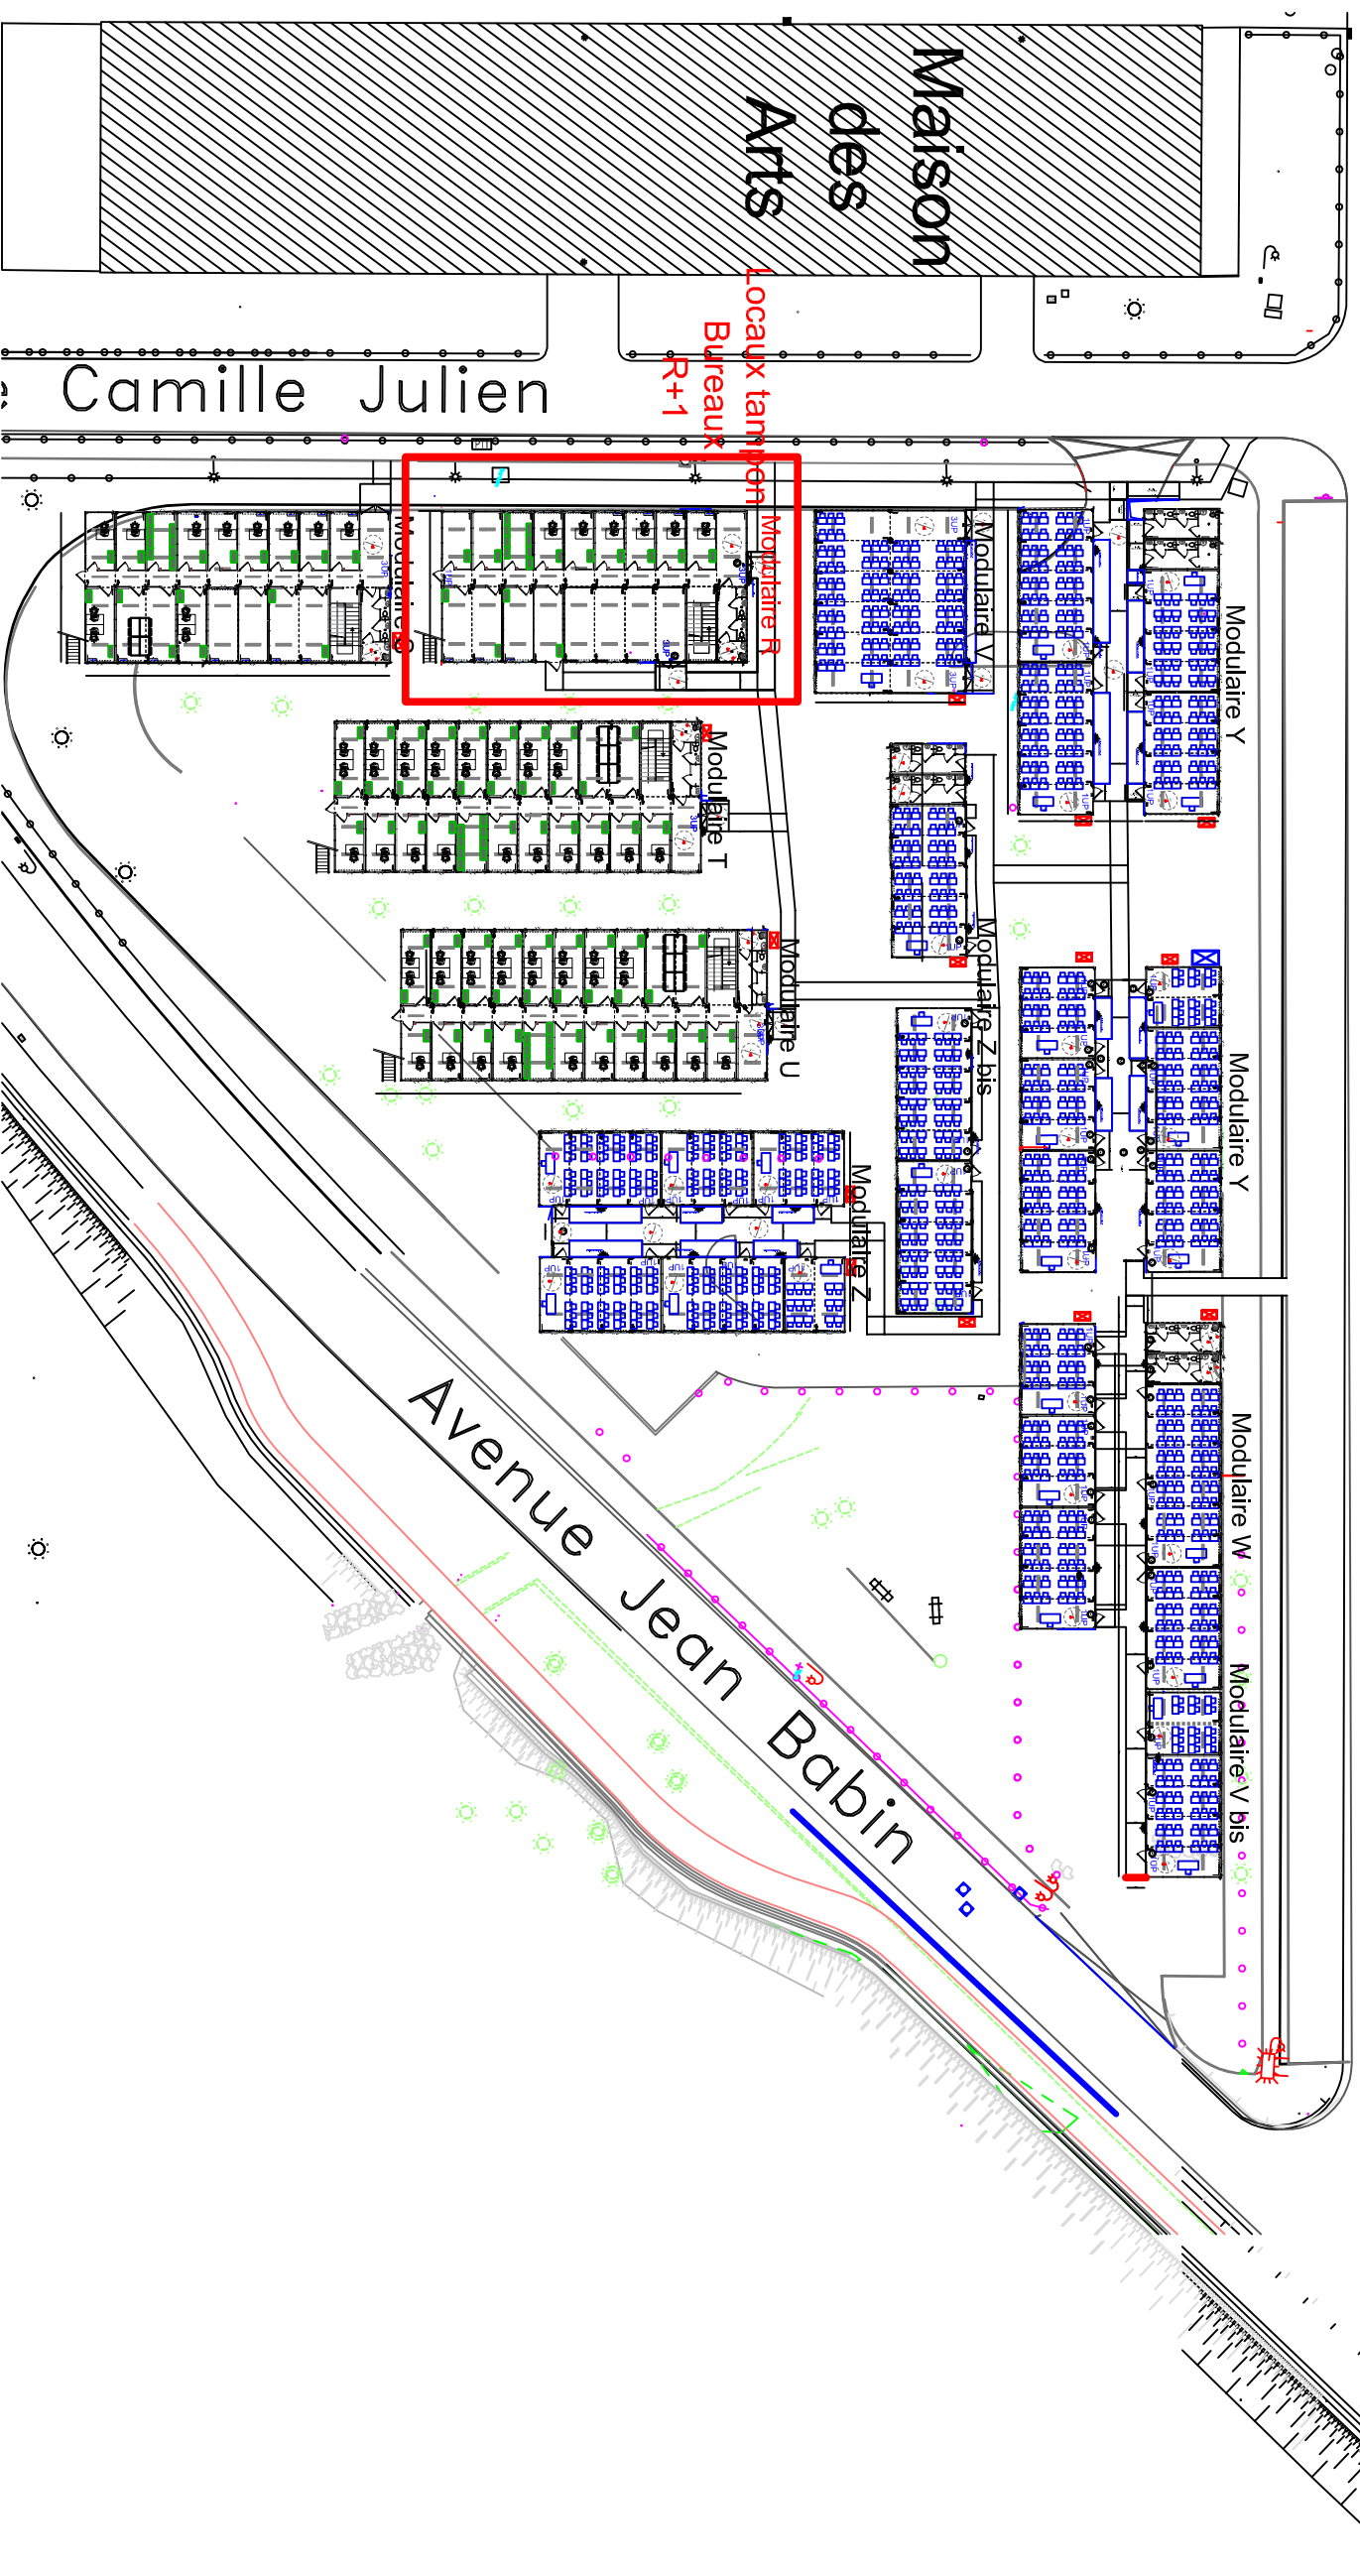 Maison
des
Arts
Locaux tampon
Bureaux
R+1
Camille Julien
PTT
Modulaire S
Modulaire R
Modulaire V
Modulaire Y
Modulaire T
Modulaire U
Modulaire Z bis
Modulaire Y
Modulaire Z
Modulaire W
Modulaire V bis
Avenue Jean Babin